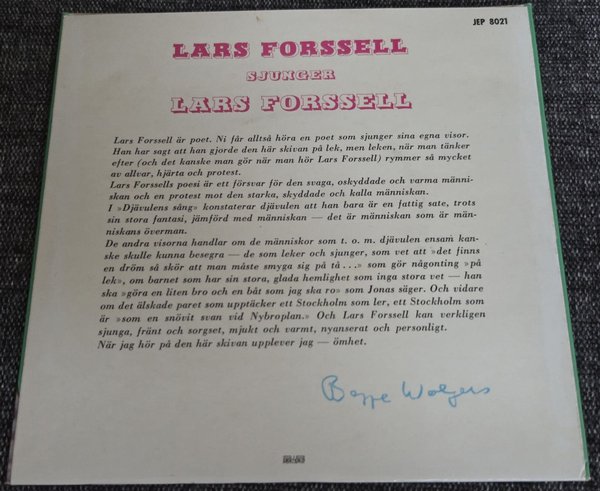 JEP 8021
LARS FORSSELL
SJUNGER
LARS FORSSELL
Lars Forssell är poet. Ni får alltså höra en poet som sjunger sina egna visor.
Han har sagt att han gjorde den här skivan på lek, men leken, när man tänker
efter (och det kanske man gör när man hör Lars Forssell) rymmer så mycket
av allvar, hjärta och protest.
Lars Forssells poesi är ett försvar för den svaga, oskyddade och varma männi-
skan och en protest mot den starka, skyddade och kalla människan.
I »Djävulens sång» konstaterar djävulen att han bara är en fattig sate, trots
sin stora fantasi, jämförd med människan — det är människan som är män-
niskans överman.
De andra visorna handlar om de människor som t. o. m. djävulen ensam kan-
ske skulle kunna besegra — de som leker och sjunger, som vet att »det finns
en dröm så skör att man måste smyga sig på tå ...» som gör någonting »på
lek», om barnet som har sin stora, glada hemlighet som inga stora vet — han
ska »göra en liten bro och en båt som jag ska ro» som Jonas säger. Och vidare
om det älskade paret som upptäcker ett Stockholm som ler, ett Stockholm som
är »som en snövit svan vid Nybroplan.» Och Lars Forssell kan verkligen
sjunga, fränt och sorgset, mjukt och varmt, nyanserat och personligt.
När jag hör på den här skivan upplever jag — ömhet.
Beppe Wolgers